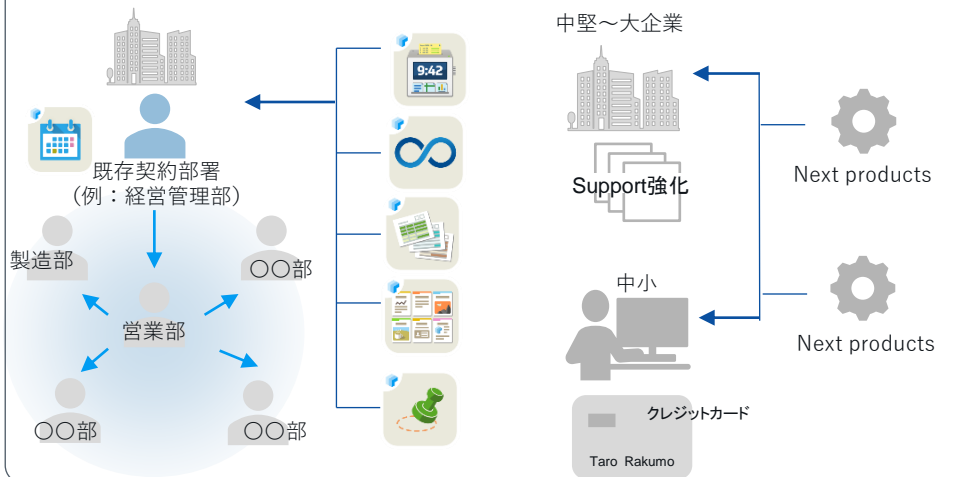 既存契約部署
（例：経営管理部）
製造部
〇〇部
営業部
〇〇部
〇〇部
9:42
中堅～大企業
Support強化
中小
クレジットカード
Taro Rakumo
Next products
Next products